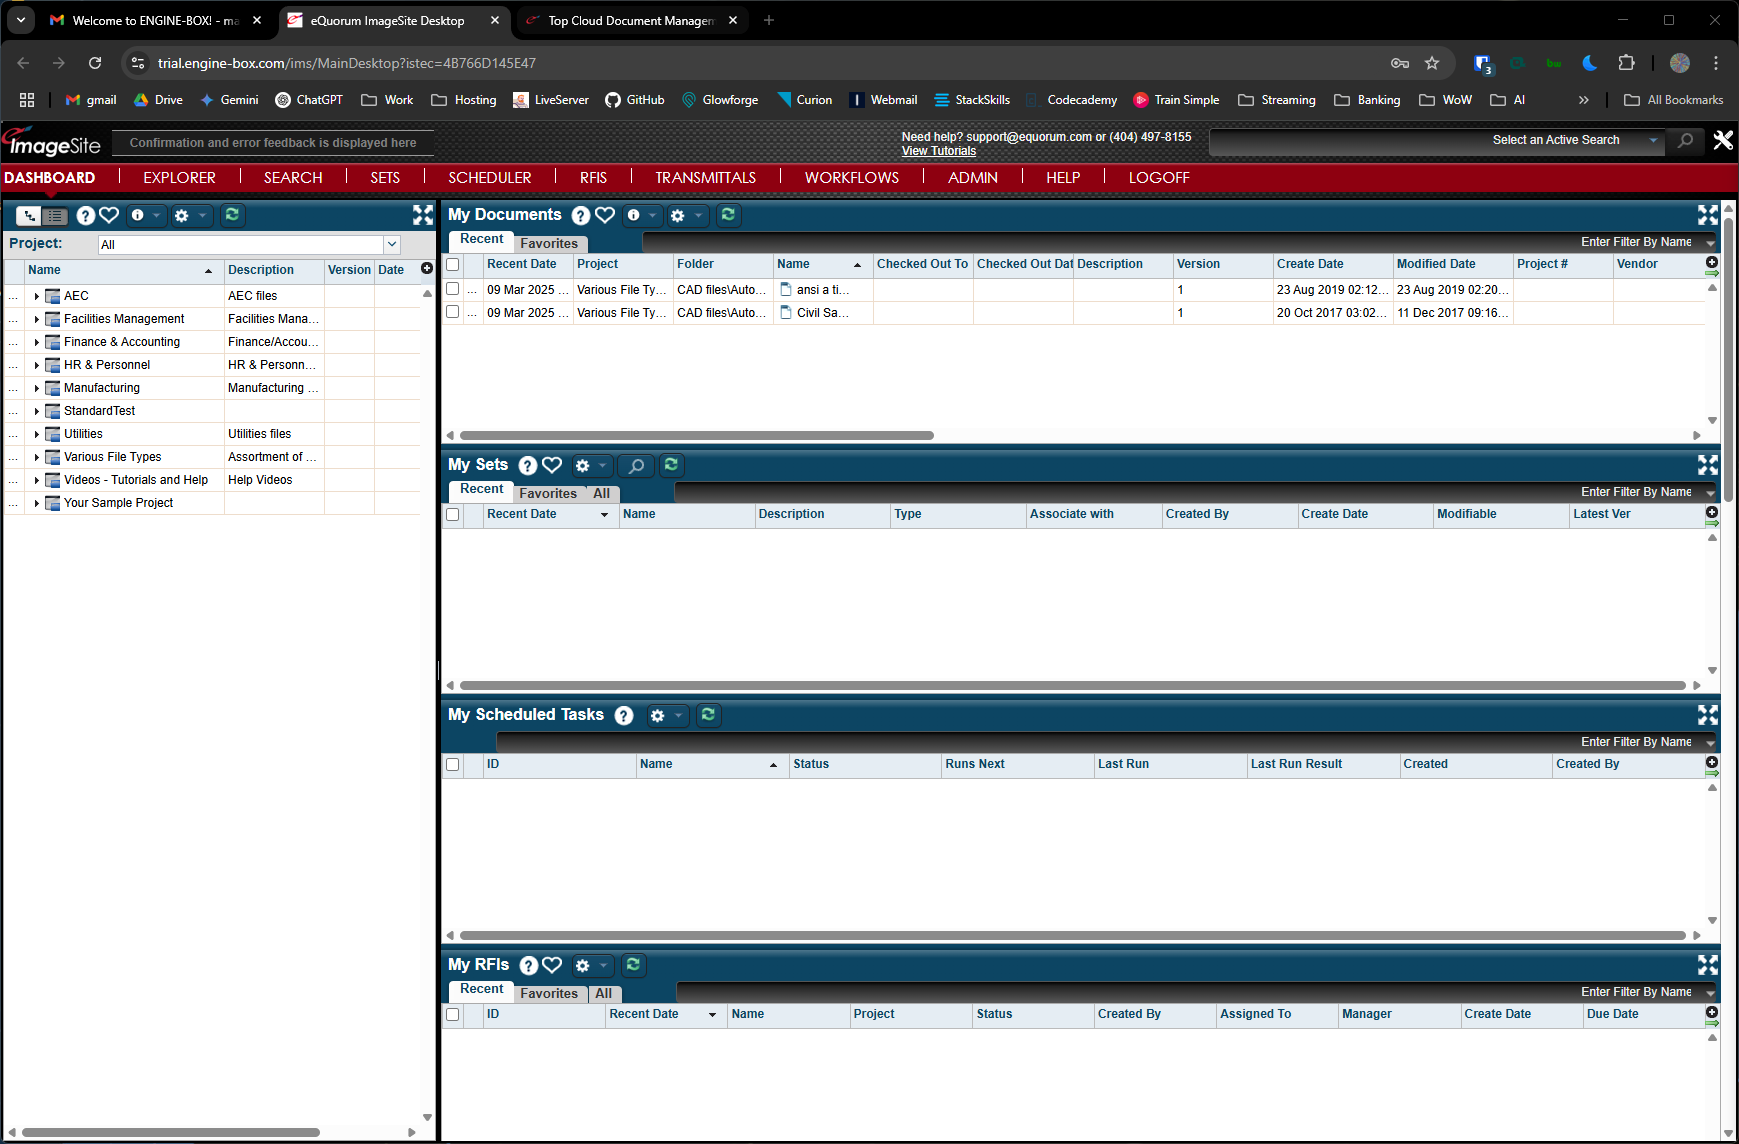 Welcome to ENGINE-BOX! - ma
eQuorum ImageSite Desktop
Top Cloud Document Managem
trial.engine-box.com/ims/MainDesktop?istec=4B766D145E47
3
gmail Drive Gemini ChatGPT Work Hosting LiveServer GitHub Glowforge Curion Webmail StackSkills Codecademy Train Simple Streaming Banking WoW AI » All Bookmarks
ImageSite
Confirmation and error feedback is displayed here
Need help? support@equorum.com or (404) 497-8155
View Tutorials
Select an Active Search
DASHBOARD EXPLORER SEARCH SETS SCHEDULER RFIS TRANSMITTALS WORKFLOWS ADMIN HELP LOGOFF
Project: All
Name Description Version Date
... AEC AEC files
... Facilities Management Facilities Mana...
... Finance & Accounting Finance/Accou...
... HR & Personnel HR & Personn...
... Manufacturing Manufacturing ...
... StandardTest
... Utilities Utilities files
... Various File Types Assortment of ...
... Videos - Tutorials and Help Help Videos
... Your Sample Project
My Documents
Recent Favorites Enter Filter By Name
Recent Date Project Folder Name Checked Out To Checked Out Dat Description Version Create Date Modified Date Project # Vendor
... 09 Mar 2025 ... Various File Ty... CAD files\Auto... ansi a ti... 1 23 Aug 2019 02:12... 23 Aug 2019 02:20...
... 09 Mar 2025 ... Various File Ty... CAD files\Auto... Civil Sa... 1 20 Oct 2017 03:02... 11 Dec 2017 09:16...
My Sets
Recent Favorites All Enter Filter By Name
Recent Date Name Description Type Associate with Created By Create Date Modifiable Latest Ver
My Scheduled Tasks
Enter Filter By Name
ID Name Status Runs Next Last Run Last Run Result Created Created By
My RFIs
Recent Favorites All Enter Filter By Name
ID Recent Date Name Project Status Created By Assigned To Manager Create Date Due Date